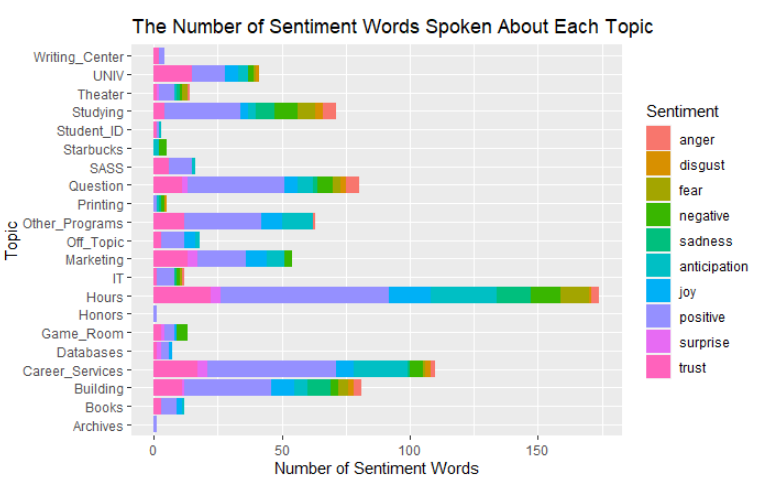 The Number of Sentiment Words Spoken About Each Topic
Writing_Center
UNIV
Theater
Studying
Student_ID
Starbucks
SASS
Question
Printing
Other_Programs
Off_Topic
Marketing
IT
Hours
Honors
Game_Room
Databases
Career_Services
Building
Books
Archives
Topic
0 50 100 150
Number of Sentiment Words
Sentiment
anger
disgust
fear
negative
sadness
anticipation
joy
positive
surprise
trust